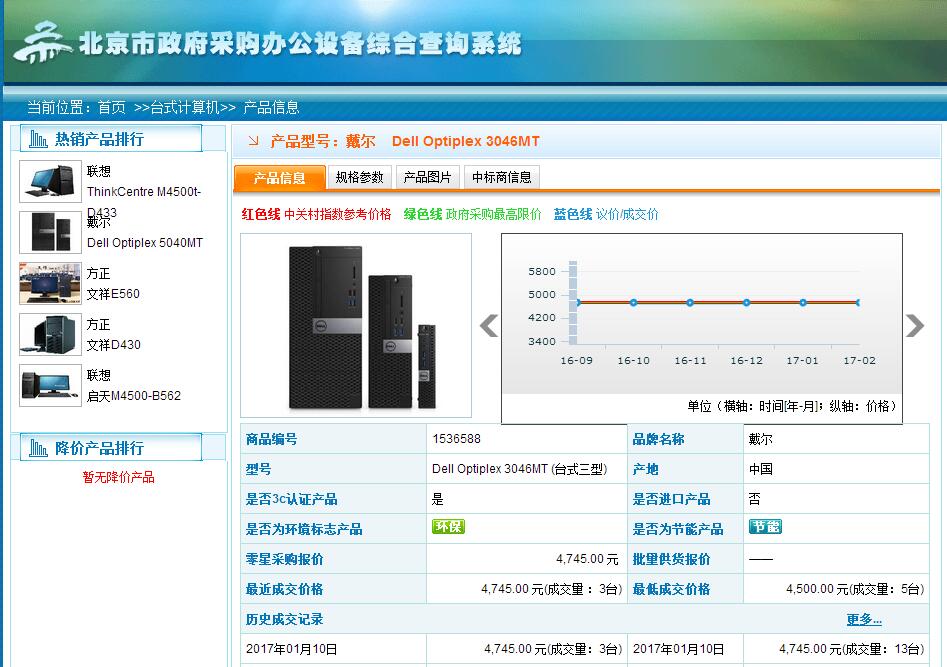 北京市政府采购办公设备综合查询系统
当前位置：首页 >>台式计算机>> 产品信息
热销产品排行
联想
ThinkCentre M4500t-
D433
戴尔
Dell Optiplex 5040MT
方正
文祥E560
方正
文祥D430
联想
启天M4500-B562
降价产品排行
暂无降价产品
产品型号：戴尔 Dell Optiplex 3046MT
产品信息 规格参数 产品图片 中标商信息
红色线 中关村指数参考价格 绿色线 政府采购最高限价 蓝色线 议价/成交价
5800
5000
4200
3400
16-09 16-10 16-11 16-12 17-01 17-02
单位（横轴：时间[年-月]；纵轴：价格）
商品编号 1536588 品牌名称 戴尔
型号 Dell Optiplex 3046MT (台式三型) 产地 中国
是否3c认证产品 是 是否进口产品 否
是否为环境标志产品 环保 是否为节能产品 节能
零星采购报价 4,745.00 元 批量供货报价 ——
最近成交价格 4,745.00 元(成交量：3台) 最低成交价格 4,500.00 元(成交量：5台)
历史成交记录 更多...
2017年01月10日 4,745.00 元(成交量：3台) 2017年01月10日 4,745.00 元(成交量：13台)